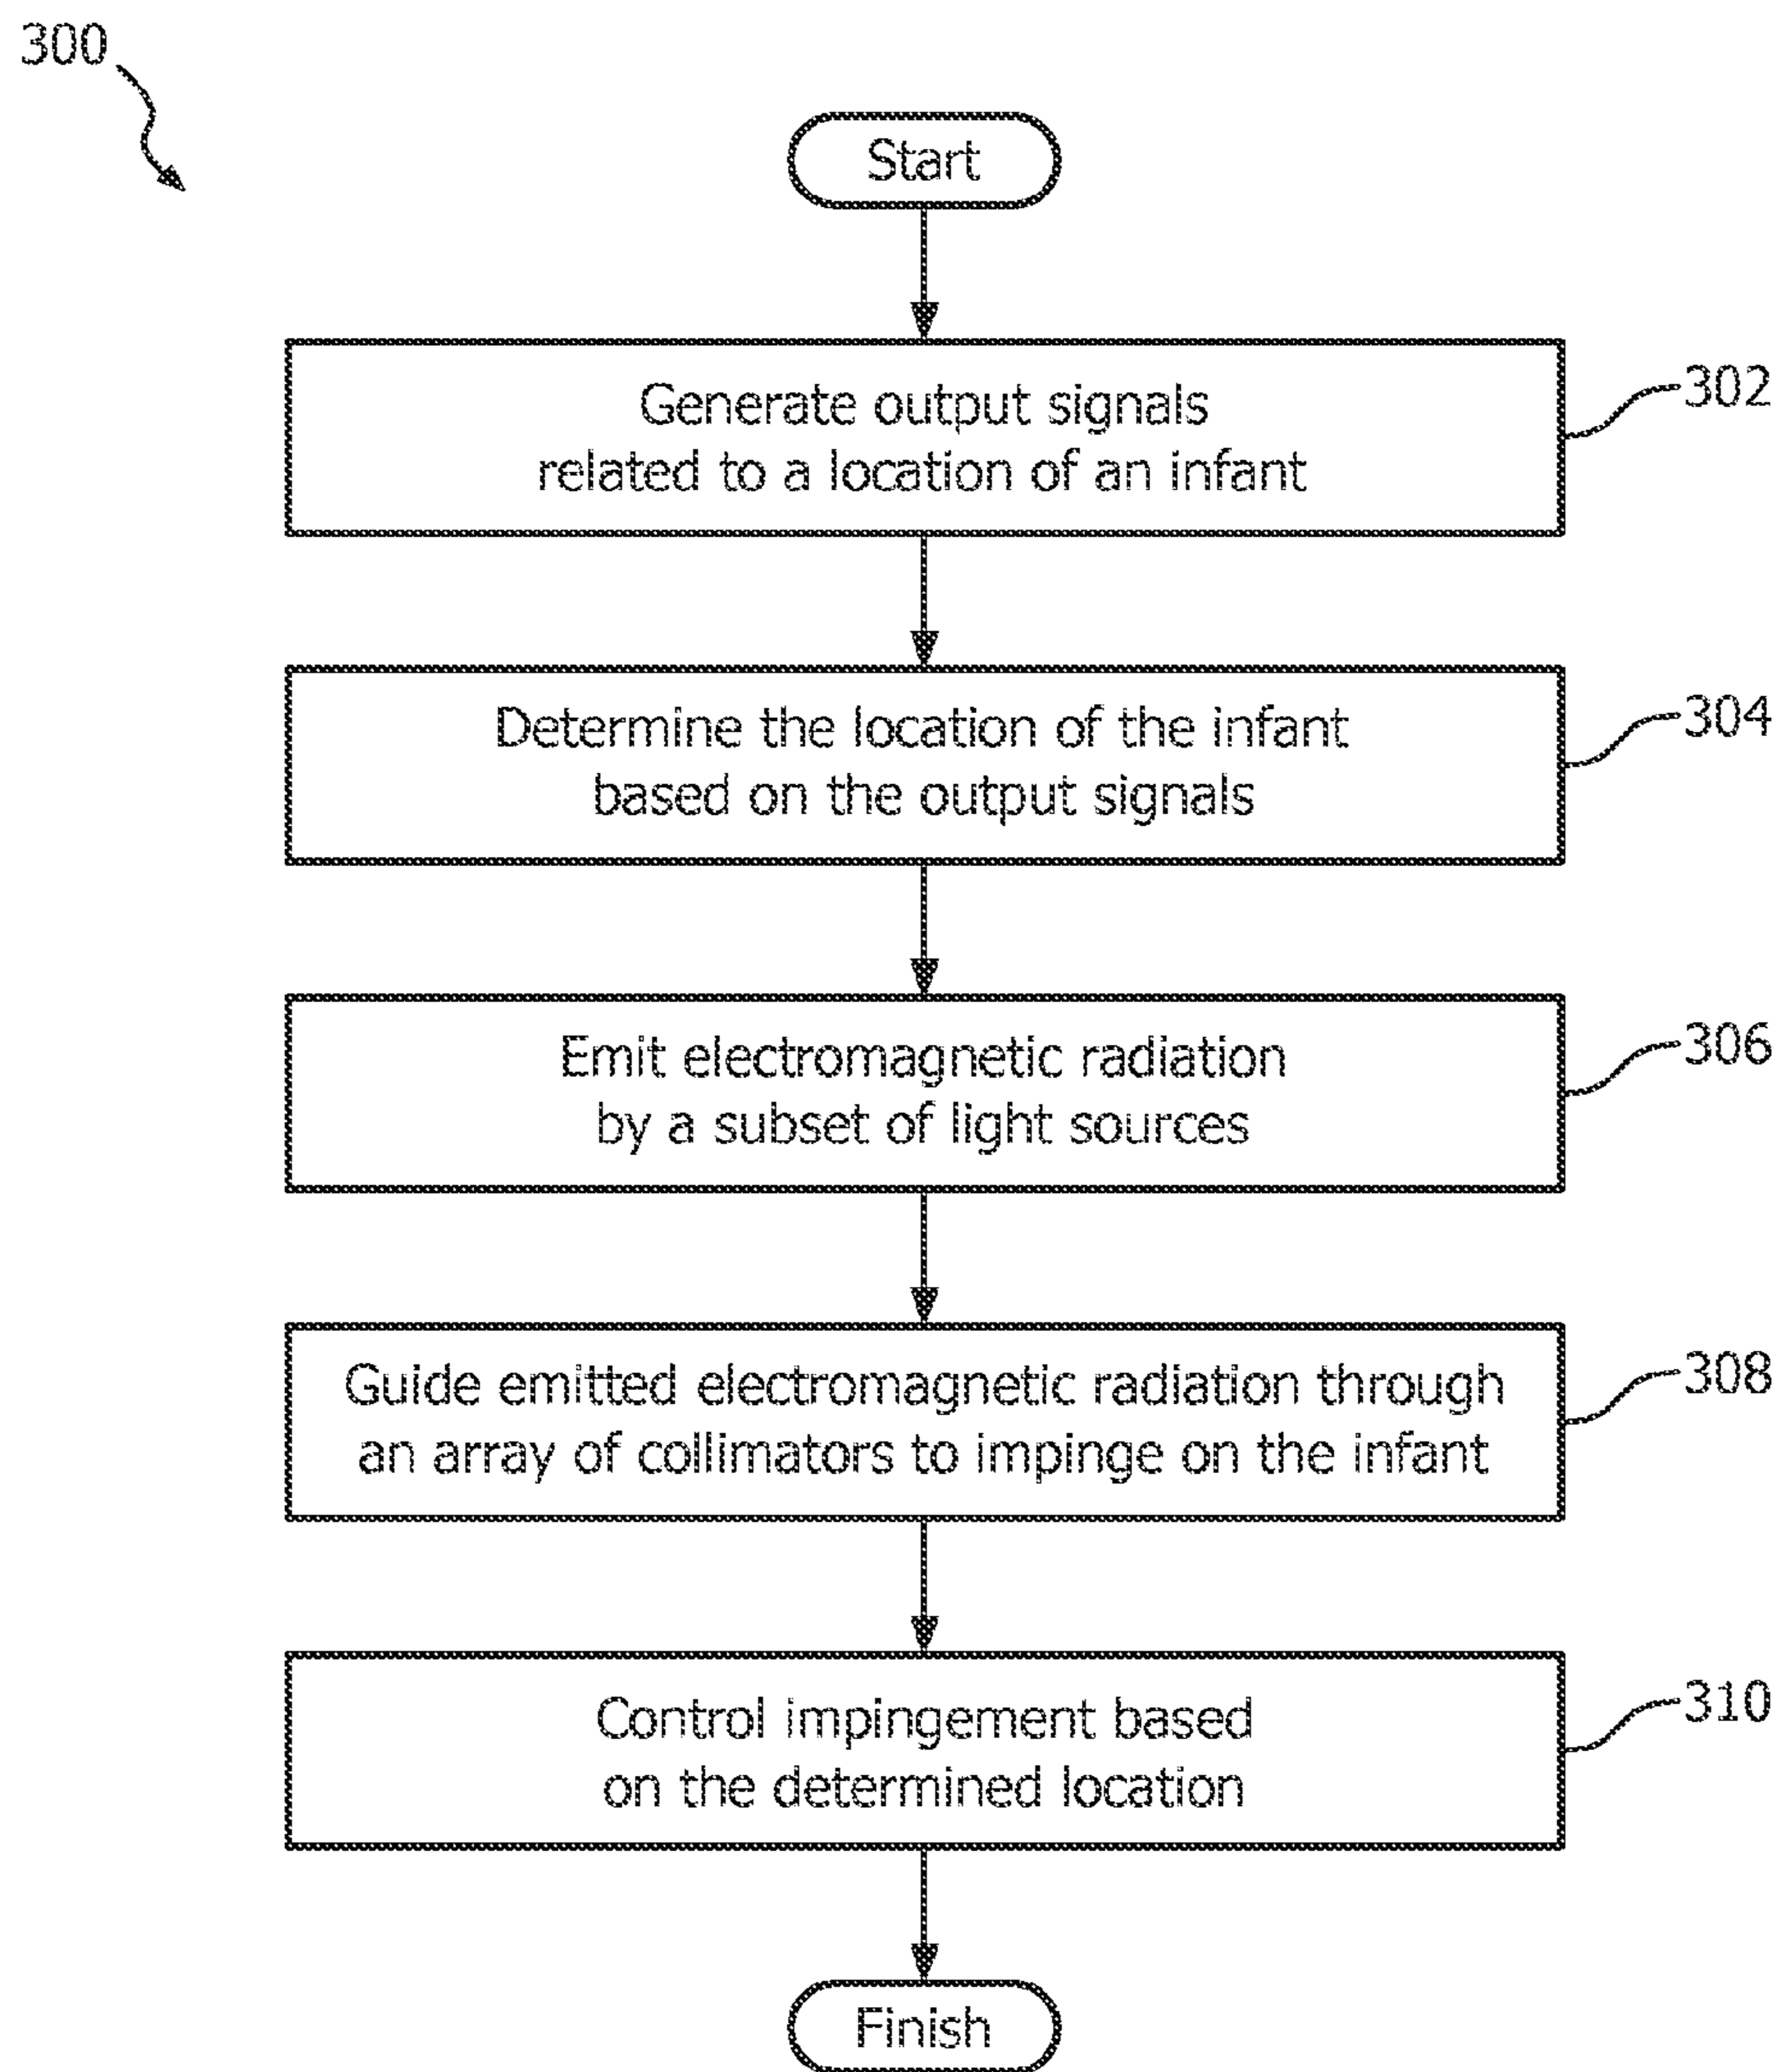 300
Start
Generate output signals
related to a location of an infant
302
Determine the location of the infant
based on the output signals
304
Emit electromagnetic radiation
by a subset of light sources
306
Guide emitted electromagnetic radiation through
an array of collimators to impinge on the infant
308
Control impingement based
on the determined location
310
Finish